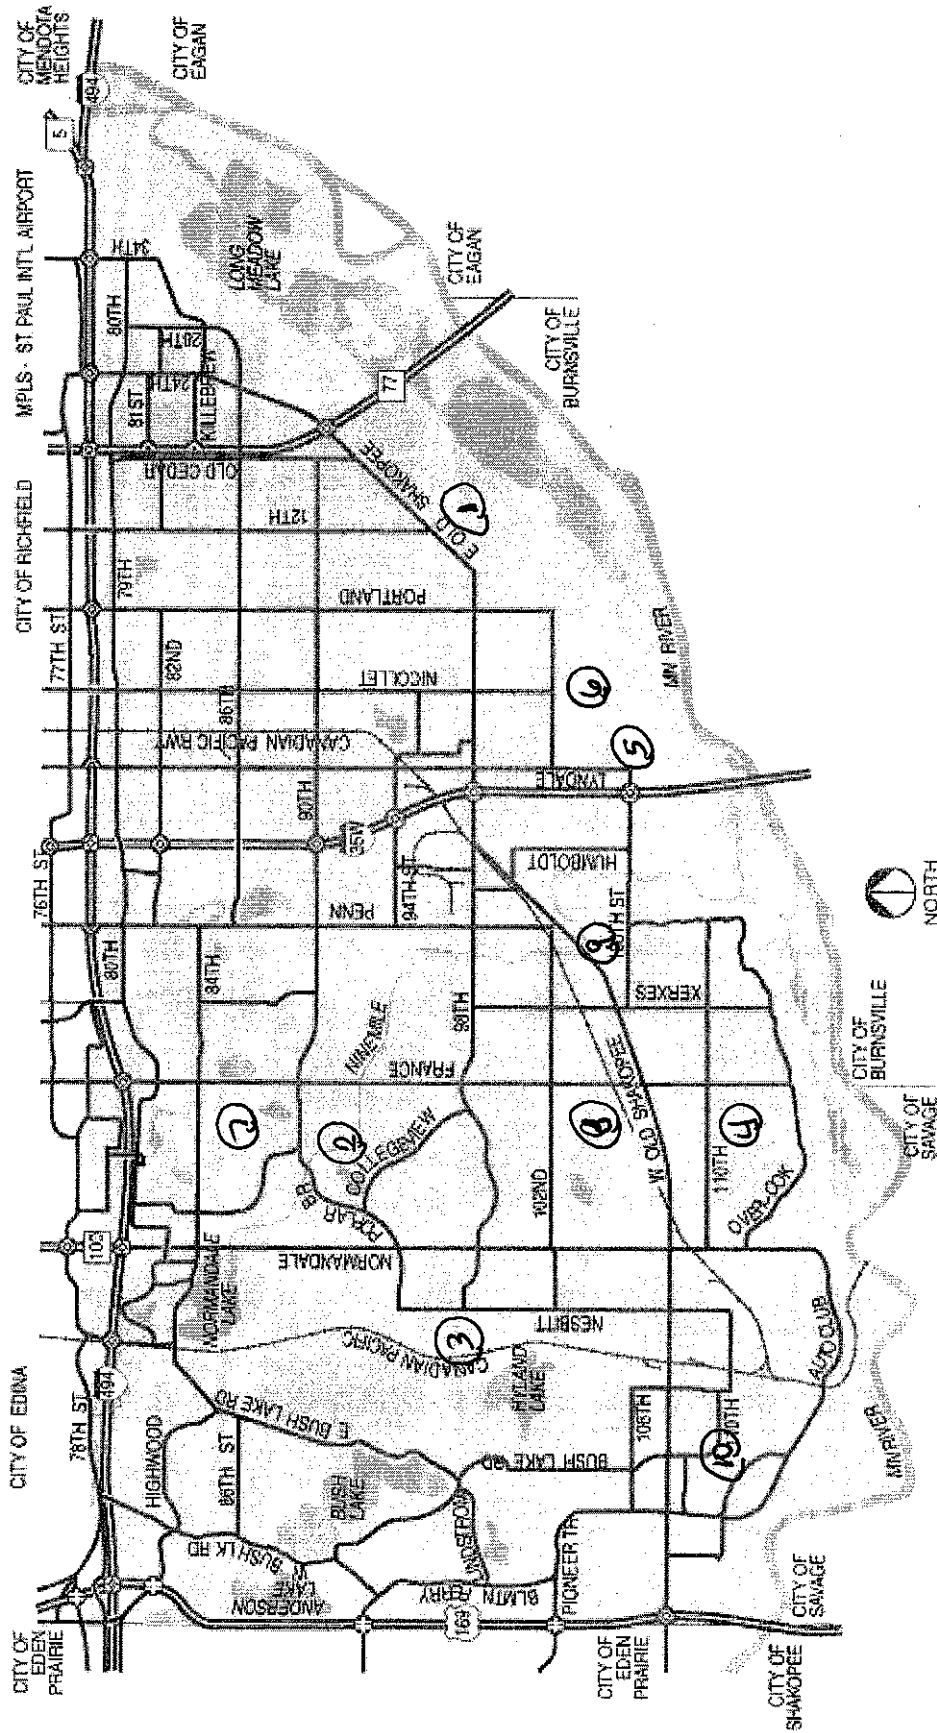 CITY OF
EDEN
PRAIRIE
CITY OF EDINA
CITY OF RICHFIELD
MPLS - ST PAUL INT'L AIRPORT
CITY OF
MENDOTA
HEIGHTS
CITY OF
EAGAN
494
5
78TH ST
494
100
76TH ST
77TH ST
HIGHWOOD
80TH
79TH
81ST
80TH
34TH
24TH
28TH
KILLEBREW
86TH ST
84TH
82ND
86TH
OLD CEDAR
E BUSH LAKE RD
W BUSH LK RD
ANDERSON
LAKE
BUSH
LAKE
NORMANDALE
LAKE
LONG
MEADOW
LAKE
7
2
POPLAR BR
COLLEGEVIEW
NINE MILE
NORMANDALE
FRANCE
PENN
90TH
35W
CANADIAN PACIFIC RWY
NICOLLET
PORTLAND
12TH
E OLD
SHAKOPEE
1
77
CITY OF
EAGAN
CITY OF
BURNSVILLE
94TH ST
98TH
3
CANADIAN PACIFIC
NESBITT
HYLAND
LAKE
169
BLMTN FERRY
LINDSTROM
PIONEER TR
BUSH LAKE RD
102ND
8
W OLD SHAKOPEE
9
HUMBOLDT
LYNDALE
5
6
MN RIVER
CITY OF
EDEN
PRAIRIE
108TH
110TH
10
AUTO CLUB
OVERLOOK
110TH
4
XERXES
CITY OF
SHAKOPEE
CITY OF
SAVAGE
MN RIVER
CITY OF
SAVAGE
CITY OF
BURNSVILLE
NORTH